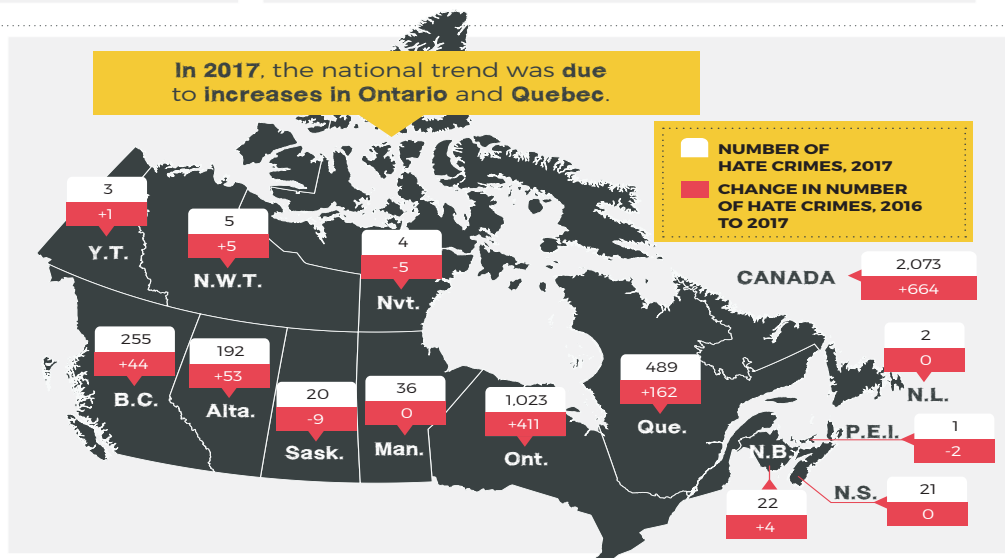 In 2017, the national trend was due
to increases in Ontario and Quebec.
NUMBER OF
HATE CRIMES, 2017
CHANGE IN NUMBER
OF HATE CRIMES, 2016
TO 2017
3
+1
Y.T.
5
+5
N.W.T.
4
-5
Nvt.
CANADA
2,073
+664
255
+44
B.C.
192
+53
Alta.
20
-9
Sask.
36
0
Man.
1,023
+411
Ont.
489
+162
Que.
2
0
N.L.
P.E.I.
1
-2
N.B.
22
+4
N.S.
21
0